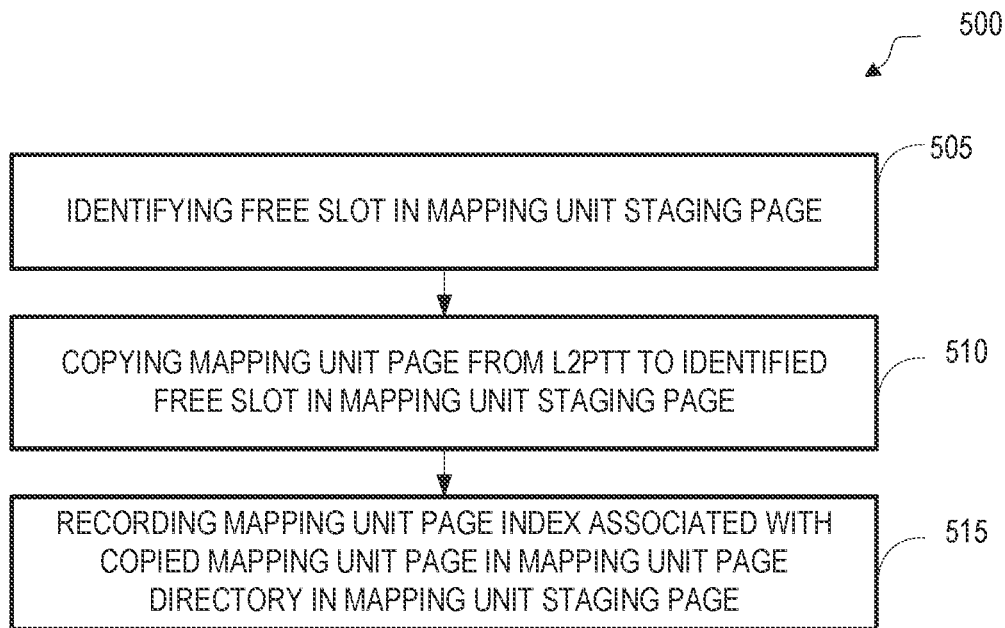 500
505
IDENTIFYING FREE SLOT IN MAPPING UNIT STAGING PAGE
COPYING MAPPING UNIT PAGE FROM L2PTT TO IDENTIFIED
FREE SLOT IN MAPPING UNIT STAGING PAGE
510
RECORDING MAPPING UNIT PAGE INDEX ASSOCIATED WITH
COPIED MAPPING UNIT PAGE IN MAPPING UNIT PAGE
DIRECTORY IN MAPPING UNIT STAGING PAGE
515